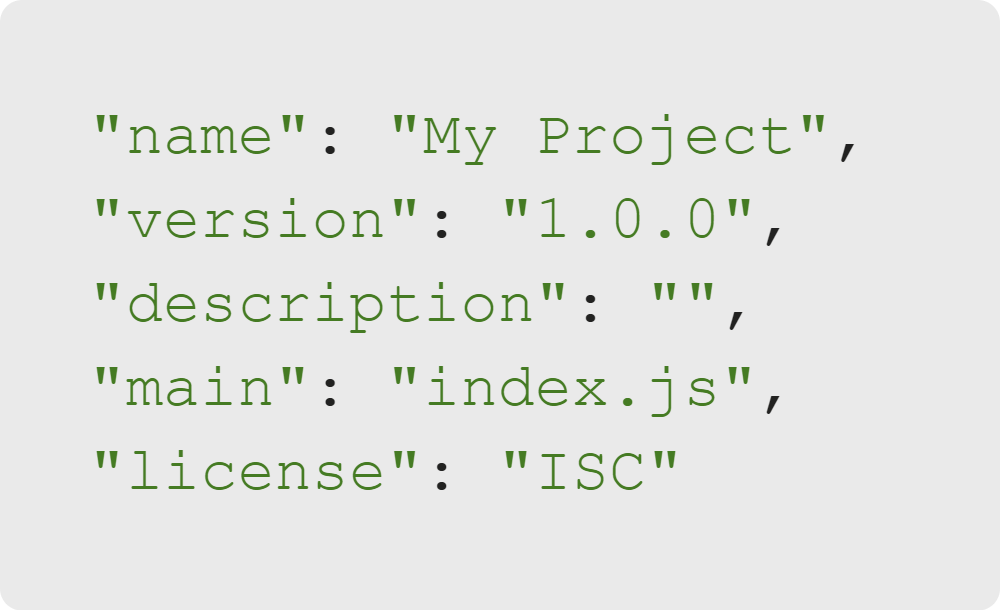 "name": "My Project",
"version": "1.0.0",
"description": "",
"main": "index.js",
"license": "ISC"